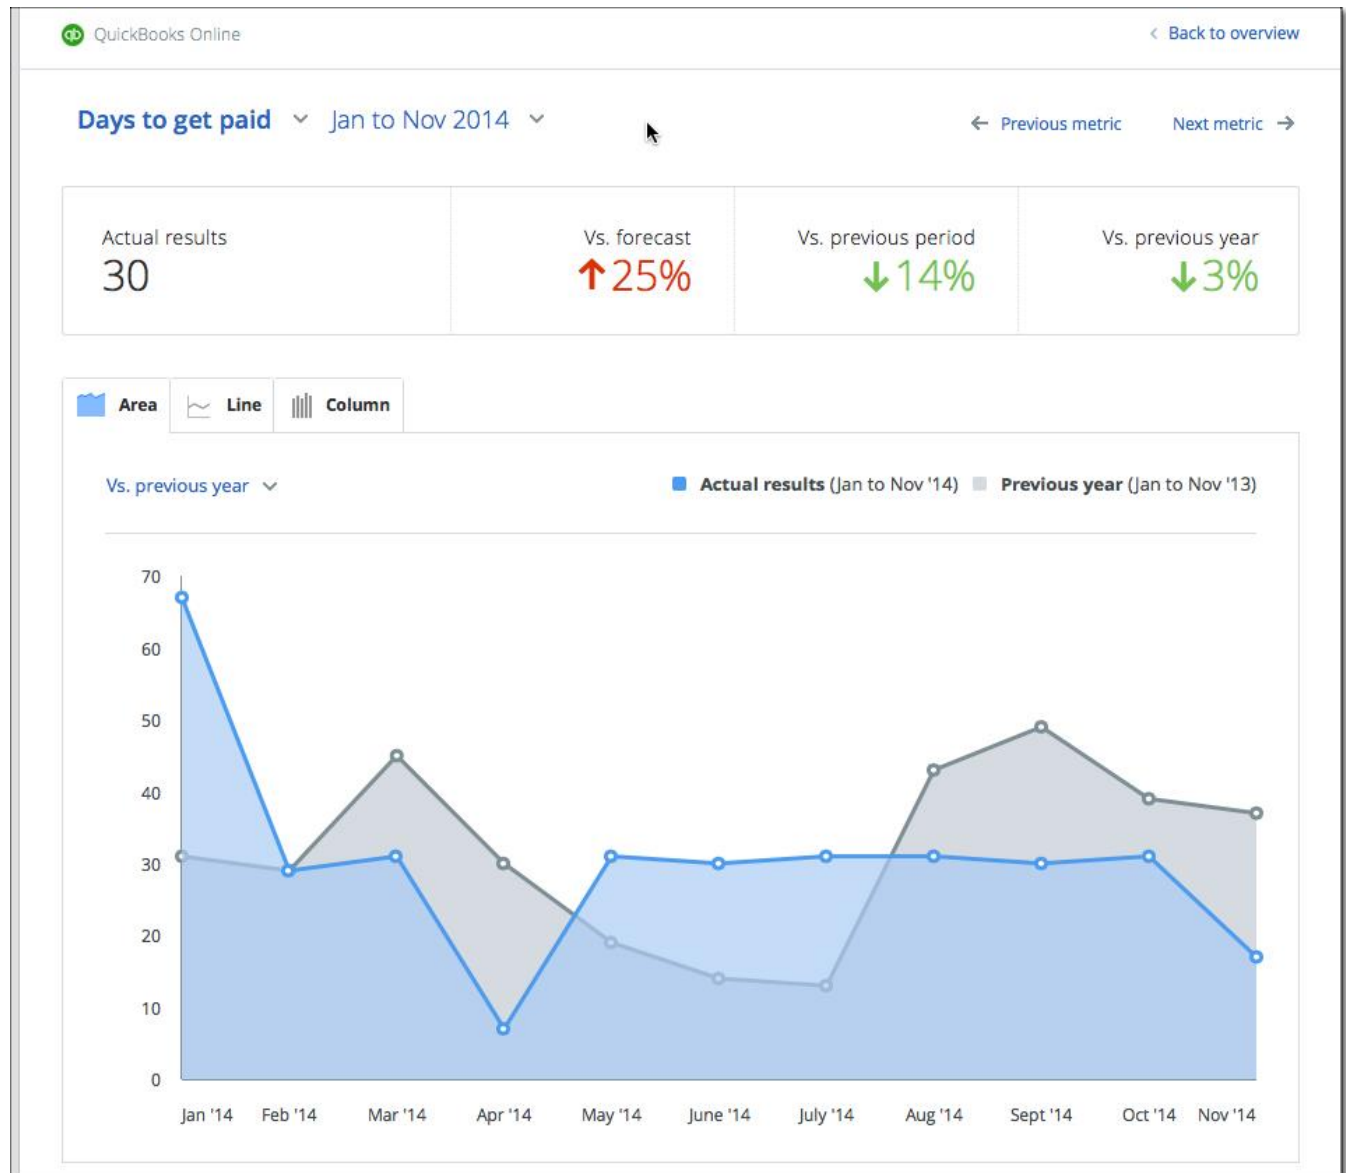 qb QuickBooks Online
Back to overview
Days to get paid Jan to Nov 2014
Previous metric Next metric
Actual results
30
Vs. forecast
↑25%
Vs. previous period
↓14%
Vs. previous year
↓3%
Area Line Column
Vs. previous year
Actual results (Jan to Nov '14) Previous year (Jan to Nov '13)
70
60
50
40
30
20
10
0
Jan '14 Feb '14 Mar '14 Apr '14 May '14 June '14 July '14 Aug '14 Sept '14 Oct '14 Nov '14